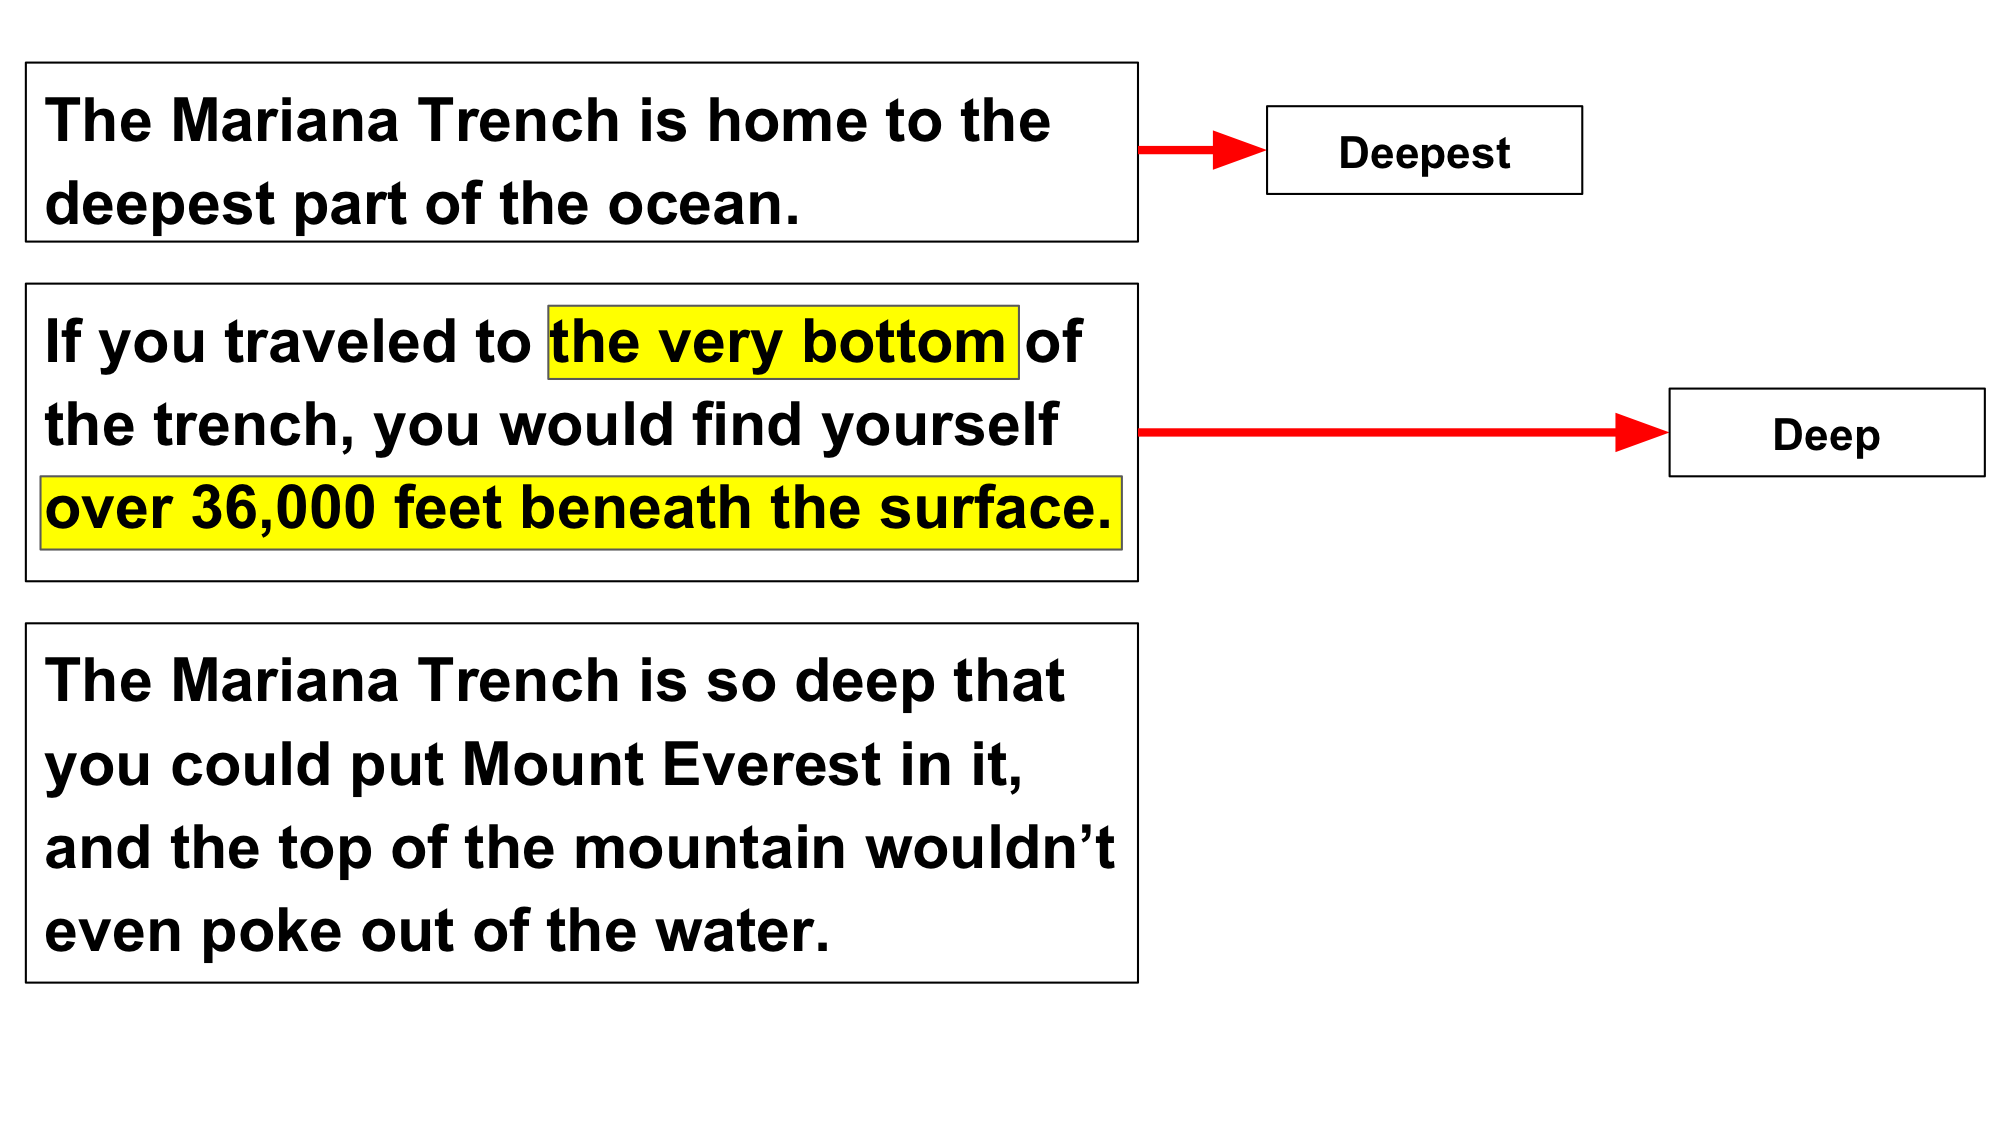 The Mariana Trench is home to the
deepest part of the ocean.
Deepest
If you traveled to the very bottom of
the trench, you would find yourself
over 36,000 feet beneath the surface.
Deep
The Mariana Trench is so deep that
you could put Mount Everest in it,
and the top of the mountain wouldn’t
even poke out of the water.